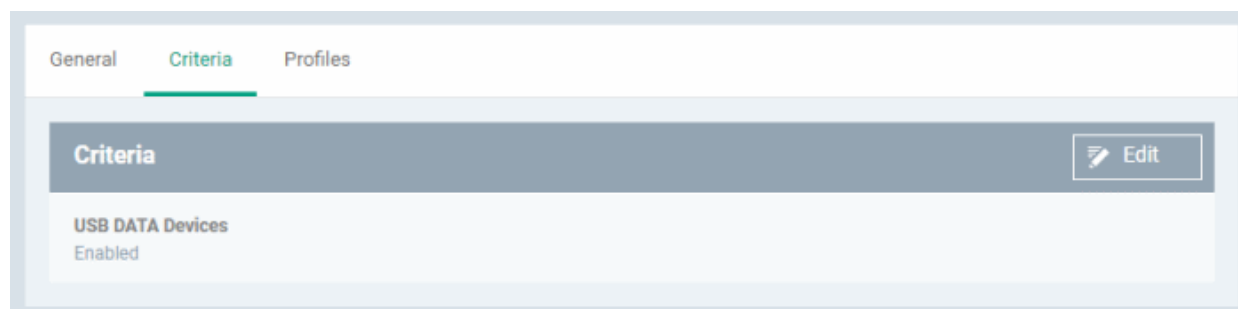 General Criteria Profiles
Criteria
Edit
USB DATA Devices
Enabled